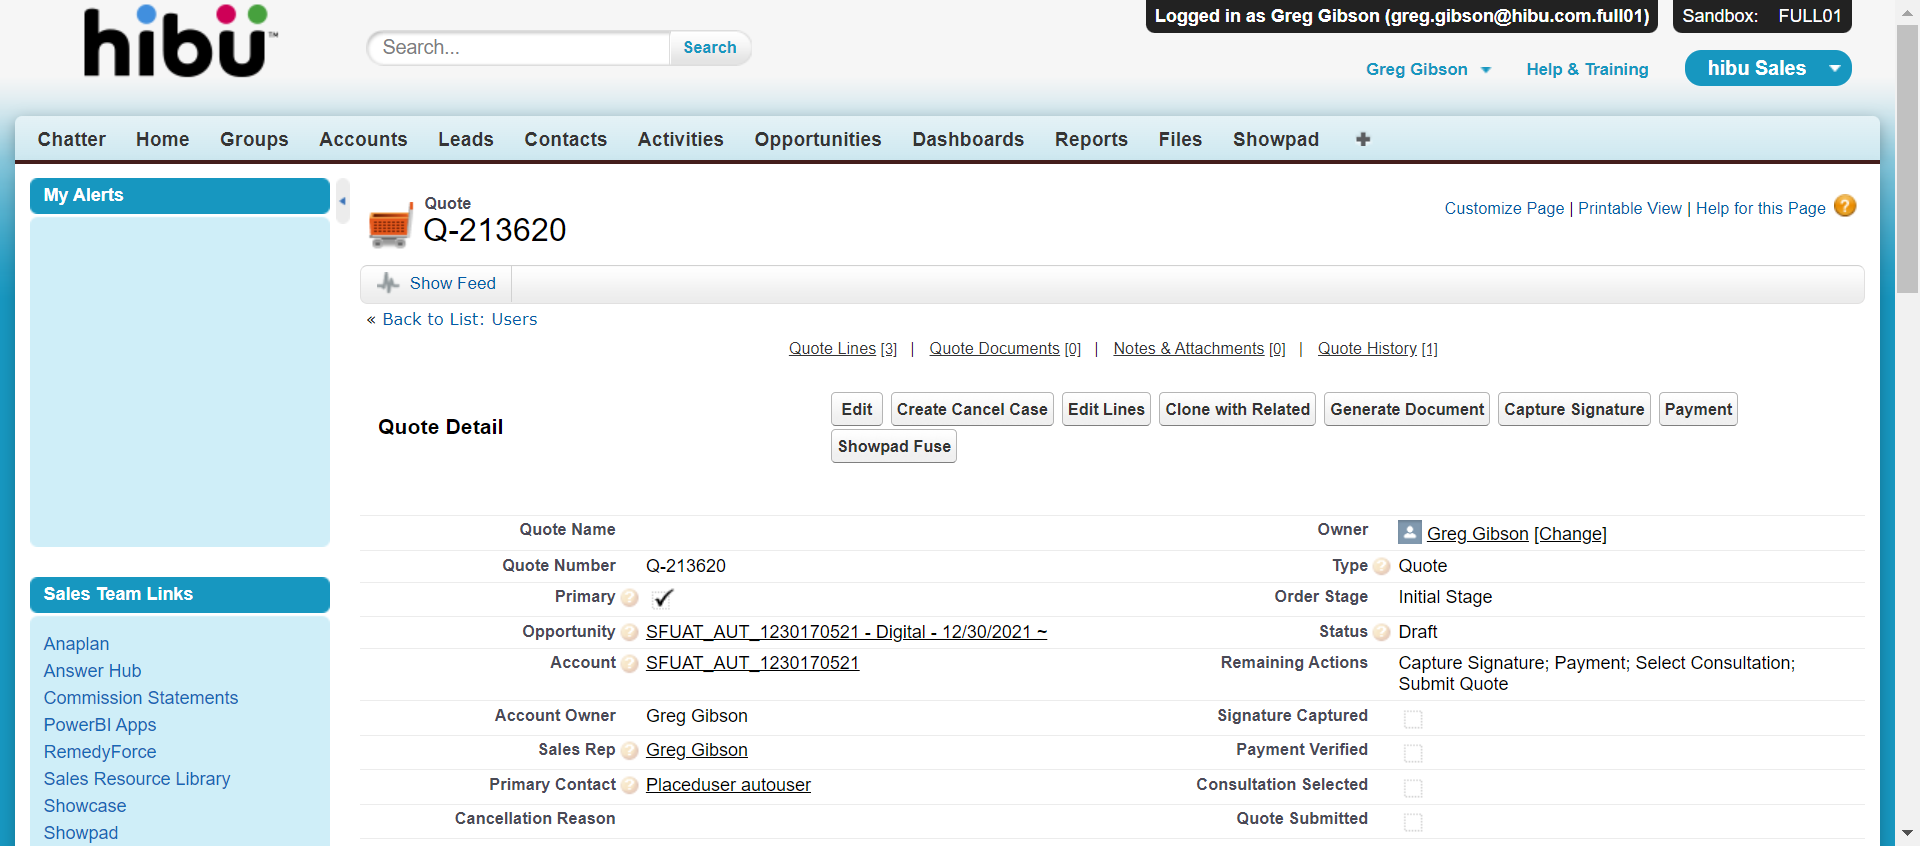 hibu™
Search...
Search
Logged in as Greg Gibson (greg.gibson@hibu.com.full01)
Sandbox: FULL01
Greg Gibson
Help & Training
hibu Sales
Chatter Home Groups Accounts Leads Contacts Activities Opportunities Dashboards Reports Files Showpad +
My Alerts
Quote
Q-213620
Customize Page | Printable View | Help for this Page ?
Show Feed
« Back to List: Users
Quote Lines [3] | Quote Documents [0] | Notes & Attachments [0] | Quote History [1]
Quote Detail
Edit Create Cancel Case Edit Lines Clone with Related Generate Document Capture Signature Payment
Showpad Fuse
Quote Name
Owner Greg Gibson [Change]
Quote Number Q-213620
Type ? Quote
Primary ?
Order Stage Initial Stage
Opportunity ? SFUAT_AUT_1230170521 - Digital - 12/30/2021 ~
Status ? Draft
Account ? SFUAT_AUT_1230170521
Remaining Actions Capture Signature; Payment; Select Consultation;
Submit Quote
Account Owner Greg Gibson
Signature Captured
Sales Rep ? Greg Gibson
Payment Verified
Primary Contact ? Placeduser autouser
Consultation Selected
Cancellation Reason
Quote Submitted
Sales Team Links
Anaplan
Answer Hub
Commission Statements
PowerBI Apps
RemedyForce
Sales Resource Library
Showcase
Showpad